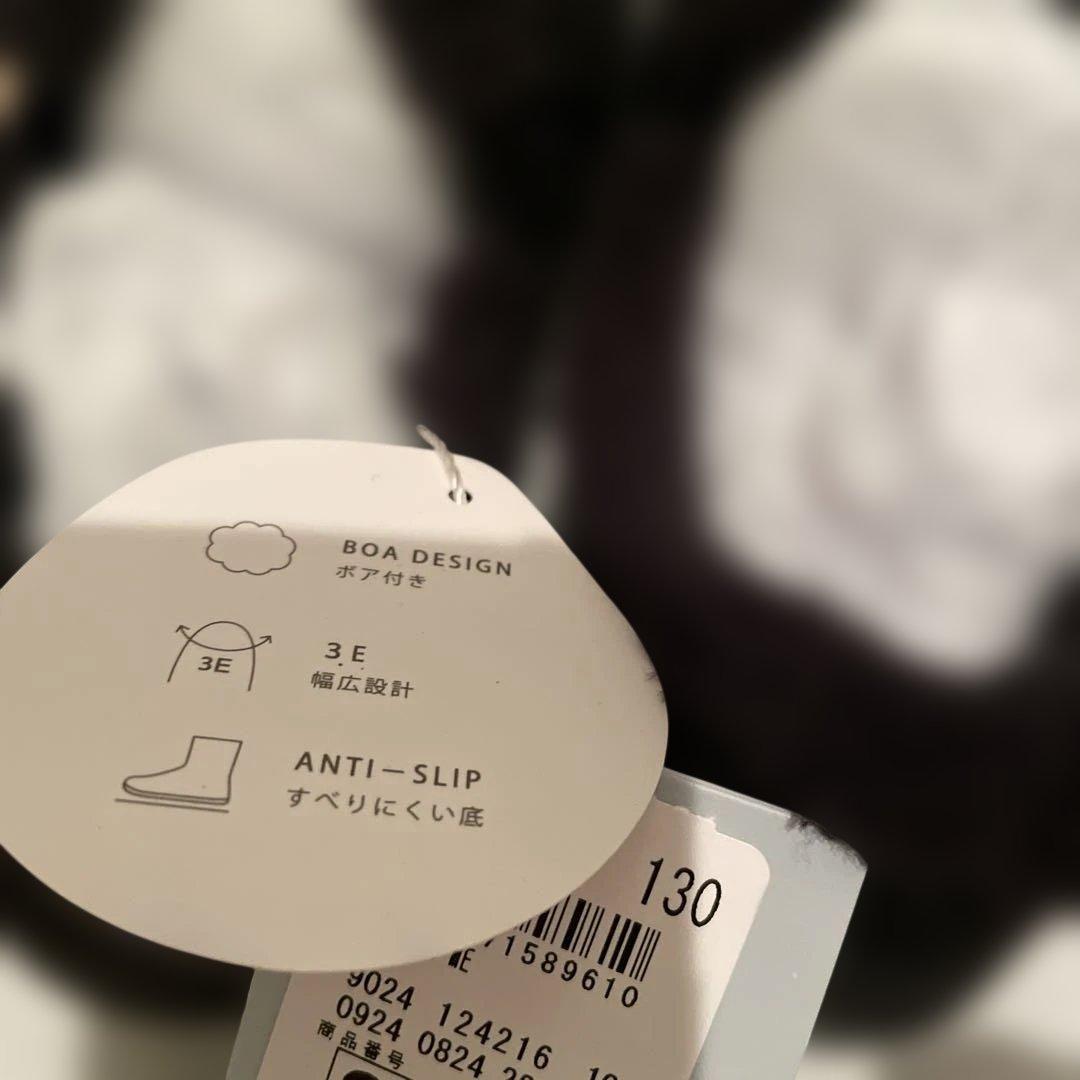 BOA DESIGN
ボア付き
3E
3E
幅広設計
ANTI－SLIP
すべりにくい底
130
71589610
9024 124216
0924 0824
商品番号